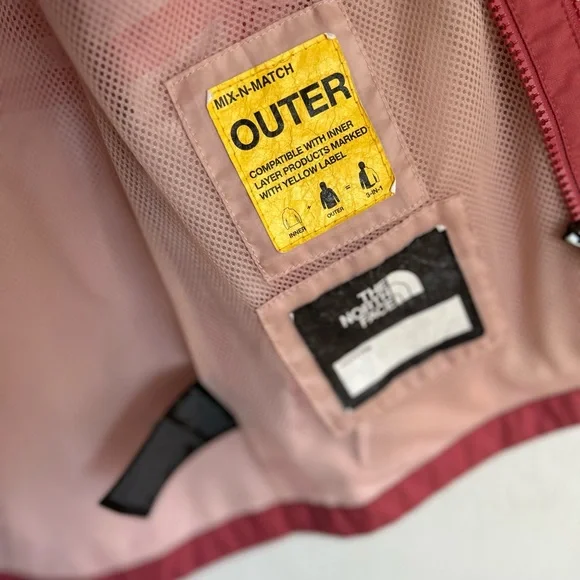 MIX-N-MATCH
OUTER
COMPATIBLE WITH INNER
LAYER PRODUCTS MARKED
WITH YELLOW LABEL
+ =
INNER OUTER 3-IN-1
THE
NORTH
FACE